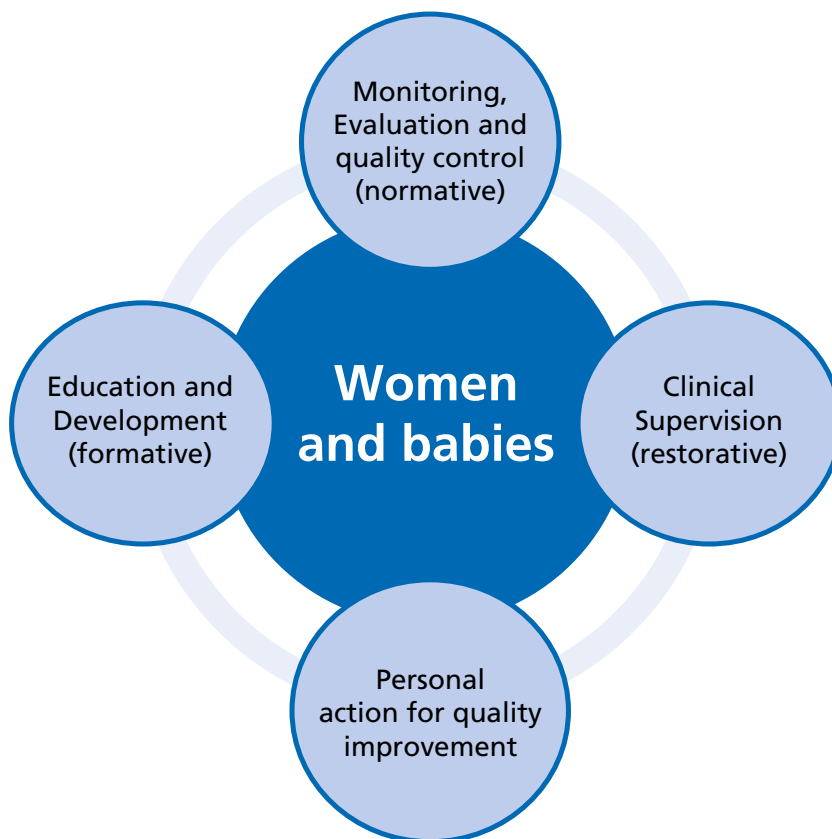 Monitoring,
Evaluation and
quality control
(normative)
Education and
Development
(formative)
Women
and babies
Clinical
Supervision
(restorative)
Personal
action for quality
improvement